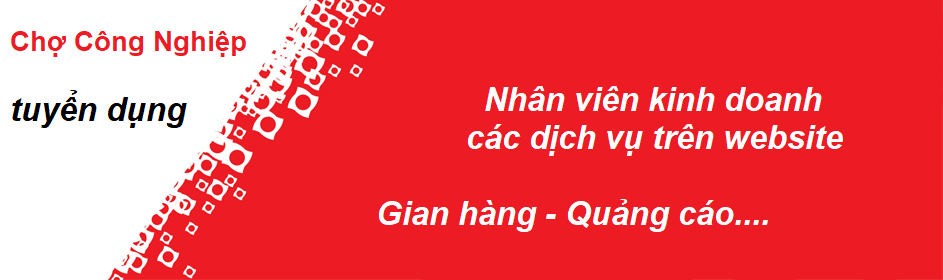 Chợ Công Nghiệp
tuyển dụng
Nhân viên kinh doanh
các dịch vụ trên website
Gian hàng - Quảng cáo....